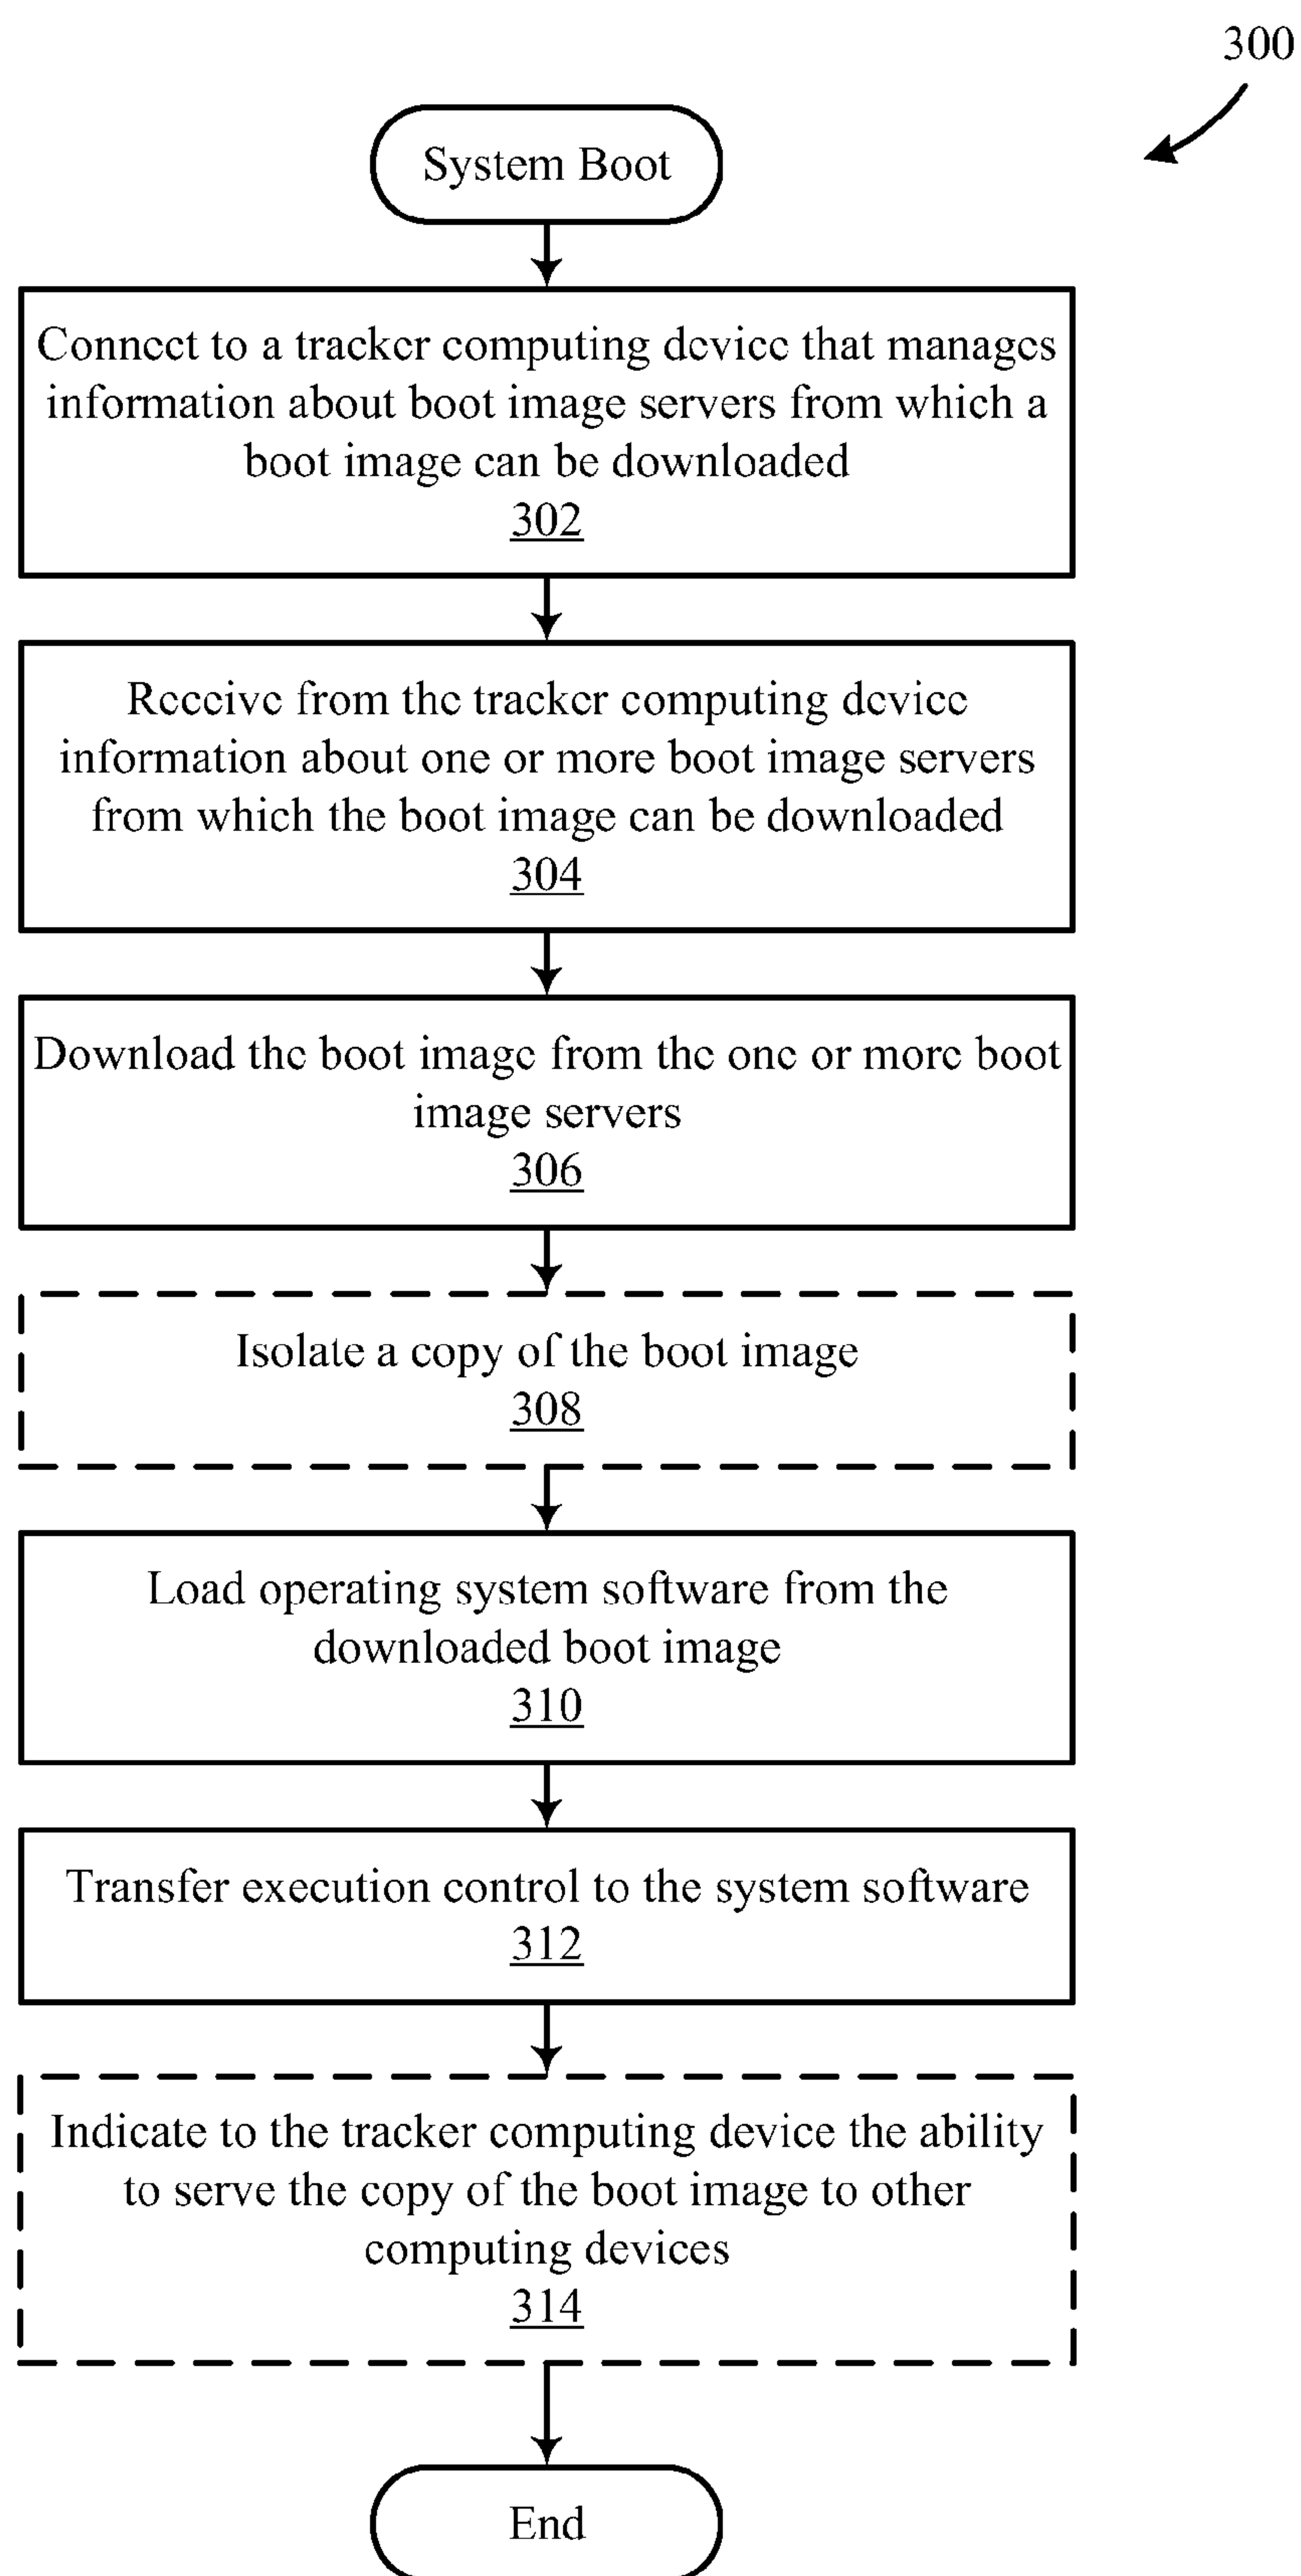 300
System Boot
Connect to a tracker computing device that manages
information about boot image servers from which a
boot image can be downloaded
302
Receive from the tracker computing device
information about one or more boot image servers
from which the boot image can be downloaded
304
Download the boot image from the one or more boot
image servers
306
Isolate a copy of the boot image
308
Load operating system software from the
downloaded boot image
310
Transfer execution control to the system software
312
Indicate to the tracker computing device the ability
to serve the copy of the boot image to other
computing devices
314
End